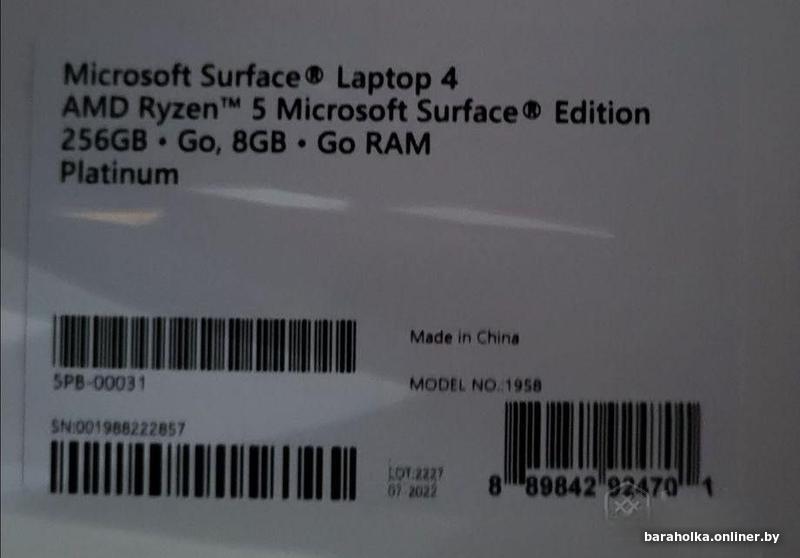 Microsoft Surface® Laptop 4
AMD Ryzen™ 5 Microsoft Surface® Edition
256GB • Go, 8GB • Go RAM
Platinum
Made in China
5PB-00031
MODEL NO.:1958
SN:001988222857
LOT:2227
07 2022
8 89842 92470 1
baraholka.onliner.by